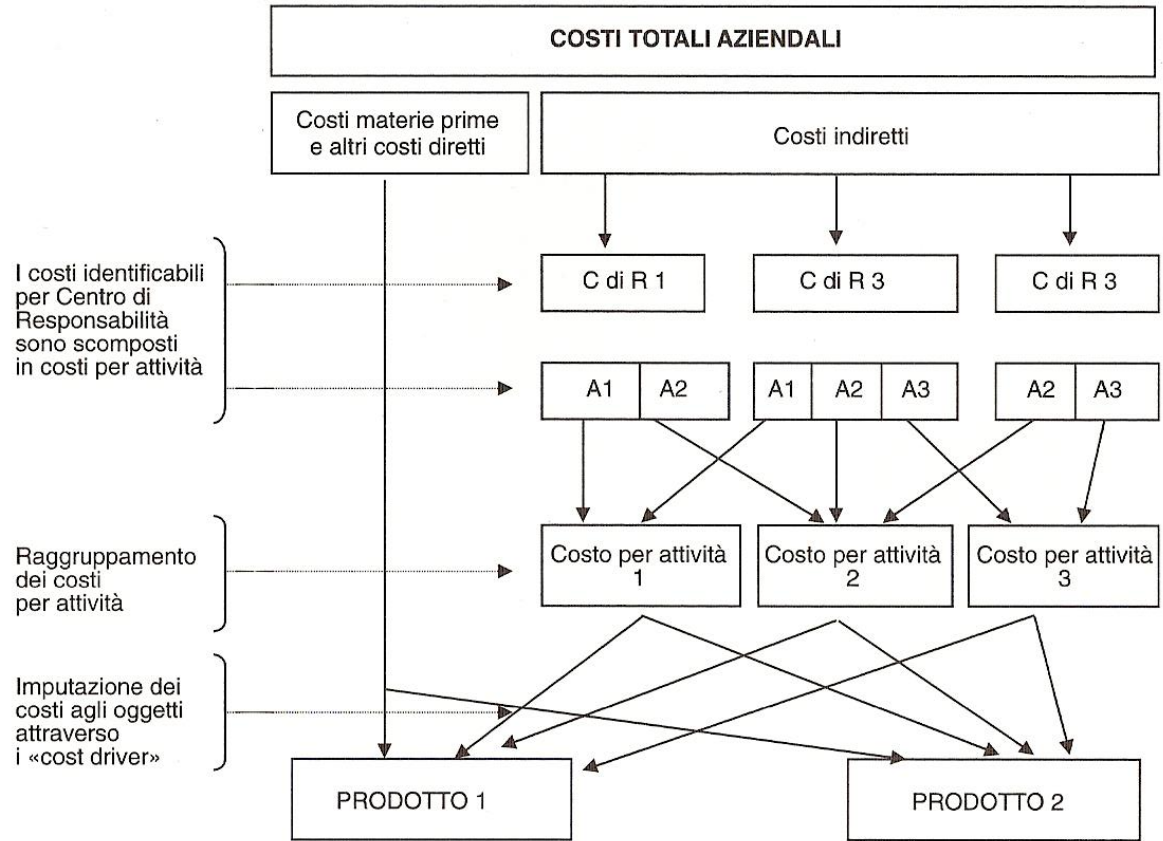 COSTI TOTALI AZIENDALI
Costi materie prime
e altri costi diretti
Costi indiretti
I costi identificabili
per Centro di
Responsabilità
sono scomposti
in costi per attività
C di R 1
C di R 3
C di R 3
A1
A2
A1
A2
A3
A2
A3
Raggruppamento
dei costi
per attività
Costo per attività
1
Costo per attività
2
Costo per attività
3
Imputazione dei
costi agli oggetti
attraverso
i «cost driver»
PRODOTTO 1
PRODOTTO 2